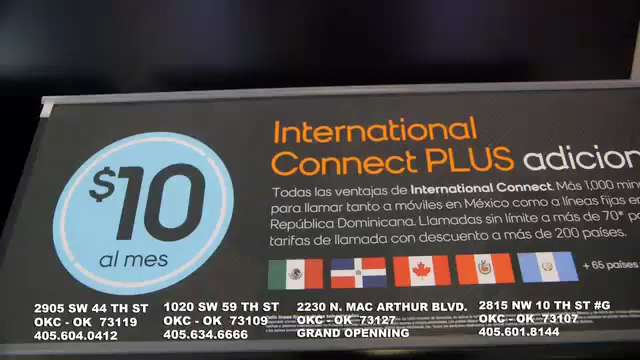 $10
al mes
International
Connect PLUS adicion
Todas las ventajas de International Connect. Más 1,000 min
para llamar tanto a móviles en México como a líneas fijas en
República Dominicana. Llamadas sin límite a más de 70* pa
tarifas de llamada con descuento a más de 200 países.
+ 65 países
2905 SW 44 TH ST
OKC - OK 73119
405.604.0412
1020 SW 59 TH ST
OKC - OK 73109
405.634.6666
2230 N. MAC ARTHUR BLVD.
OKC - OK 73127
GRAND OPENNING
2815 NW 10 TH ST #G
OKC - OK 73107
405.601.8144